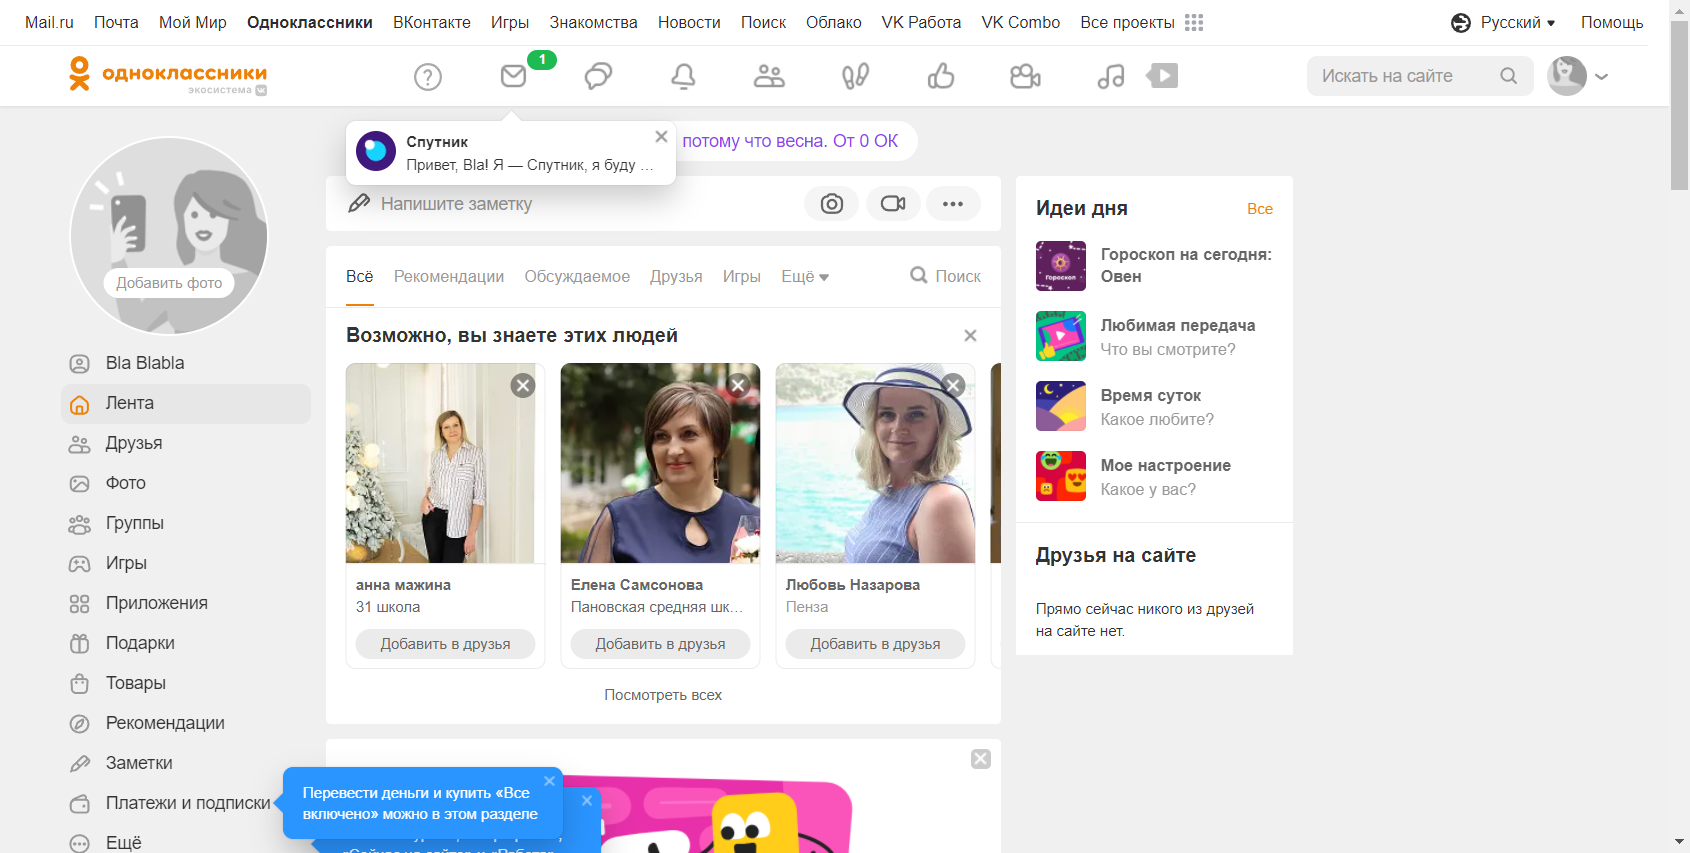 Mail.ru Почта Мой Мир Одноклассники ВКонтакте Игры Знакомства Новости Поиск Облако VK Работа VK Combo Все проекты Русский Помощь
одноклассники
экосистема
1
Искать на сайте
Спутник
Привет, Bla! Я — Спутник, я буду ...
потому что весна. От 0 ОК
Напишите заметку
Добавить фото
Bla Blabla
Лента
Друзья
Фото
Группы
Игры
Приложения
Подарки
Товары
Рекомендации
Заметки
Платежи и подписки
Ещё
Перевести деньги и купить «Все
включено» можно в этом разделе
Всё Рекомендации Обсуждаемое Друзья Игры Ещё Поиск
Возможно, вы знаете этих людей
анна мажина
31 школа
Добавить в друзья
Елена Самсонова
Пановская средняя шк...
Добавить в друзья
Любовь Назарова
Пенза
Добавить в друзья
Посмотреть всех
Идеи дня Все
Гороскоп
Гороскоп на сегодня:
Овен
Любимая передача
Что вы смотрите?
Время суток
Какое любите?
Мое настроение
Какое у вас?
Друзья на сайте
Прямо сейчас никого из друзей
на сайте нет.